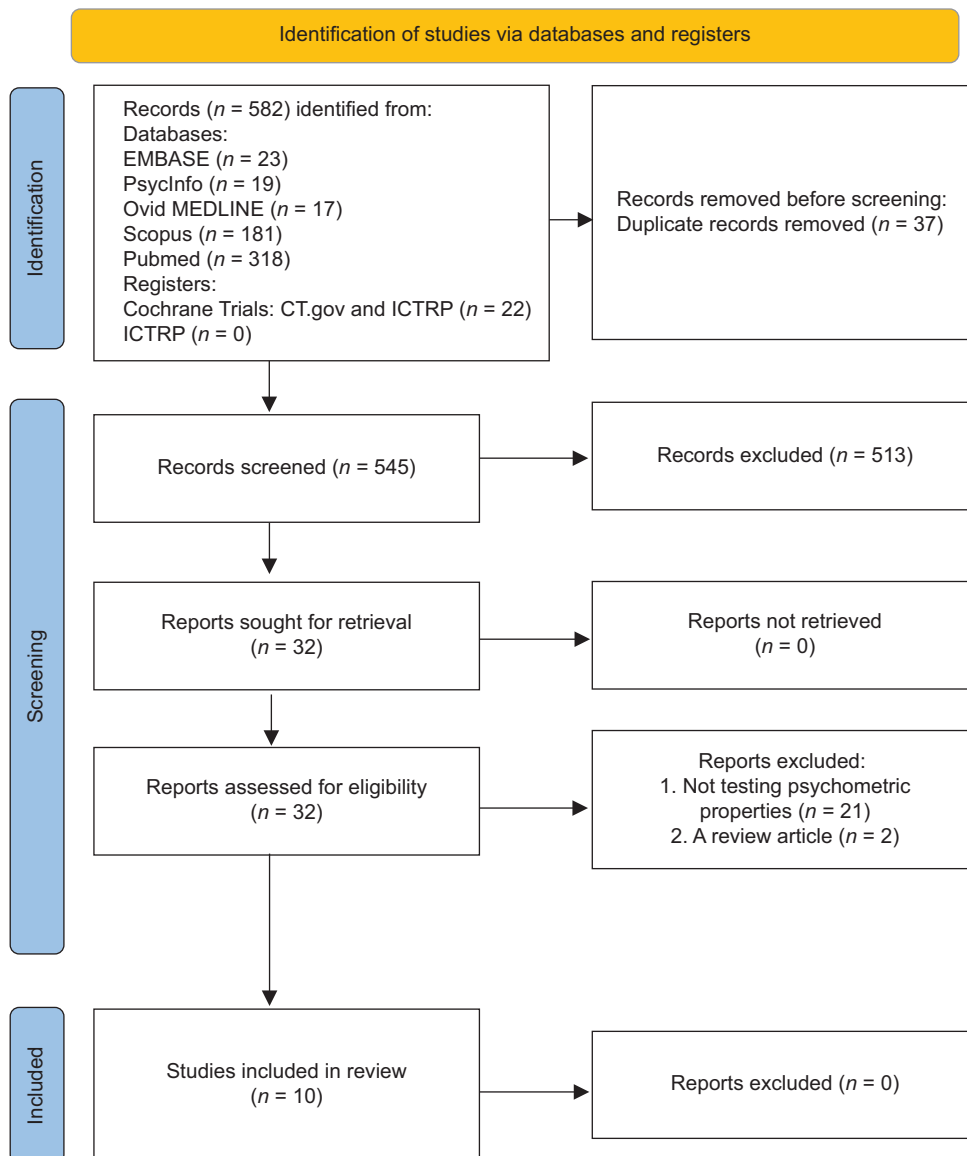 Identification of studies via databases and registers
Identification
Records (n = 582) identified from:
Databases:
EMBASE (n = 23)
PsycInfo (n = 19)
Ovid MEDLINE (n = 17)
Scopus (n = 181)
Pubmed (n = 318)
Registers:
Cochrane Trials: CT.gov and ICTRP (n = 22)
ICTRP (n = 0)
Records removed before screening:
Duplicate records removed (n = 37)
Screening
Records screened (n = 545)
Records excluded (n = 513)
Reports sought for retrieval
(n = 32)
Reports not retrieved
(n = 0)
Reports assessed for eligibility
(n = 32)
Reports excluded:
1. Not testing psychometric
properties (n = 21)
2. A review article (n = 2)
Included
Studies included in review
(n = 10)
Reports excluded (n = 0)